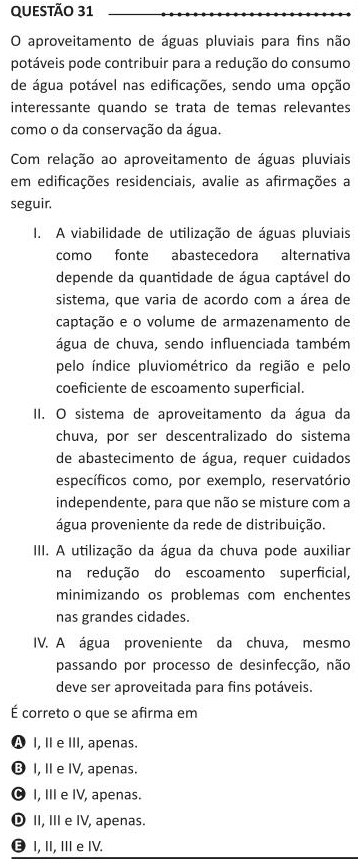 QUESTÃO 31
O aproveitamento de águas pluviais para fins não
potáveis pode contribuir para a redução do consumo
de água potável nas edificações, sendo uma opção
interessante quando se trata de temas relevantes
como o da conservação da água.
Com relação ao aproveitamento de águas pluviais
em edificações residenciais, avalie as afirmações a
seguir.
I. A viabilidade de utilização de águas pluviais
como fonte abastecedora alternativa
depende da quantidade de água captável do
sistema, que varia de acordo com a área de
captação e o volume de armazenamento de
água de chuva, sendo influenciada também
pelo índice pluviométrico da região e pelo
coeficiente de escoamento superficial.
II. O sistema de aproveitamento da água da
chuva, por ser descentralizado do sistema
de abastecimento de água, requer cuidados
específicos como, por exemplo, reservatório
independente, para que não se misture com a
água proveniente da rede de distribuição.
III. A utilização da água da chuva pode auxiliar
na redução do escoamento superficial,
minimizando os problemas com enchentes
nas grandes cidades.
IV. A água proveniente da chuva, mesmo
passando por processo de desinfecção, não
deve ser aproveitada para fins potáveis.
É correto o que se afirma em
A I, II e III, apenas.
B I, II e IV, apenas.
C I, III e IV, apenas.
D II, III e IV, apenas.
E I, II, III e IV.